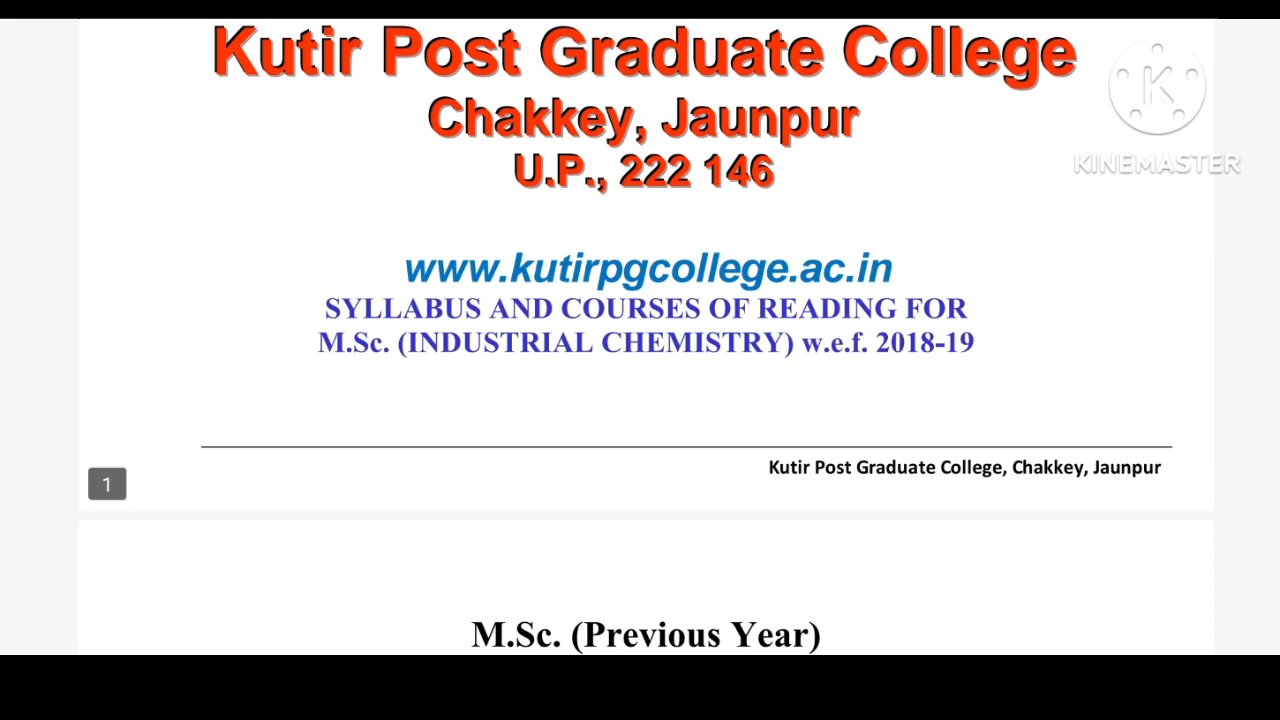 Kutir Post Graduate College
Chakkey, Jaunpur
U.P., 222 146
K
KINEMASTER
www.kutirpgcollege.ac.in
SYLLABUS AND COURSES OF READING FOR
M.Sc. (INDUSTRIAL CHEMISTRY) w.e.f. 2018-19
Kutir Post Graduate College, Chakkey, Jaunpur
1
M.Sc. (Previous Year)